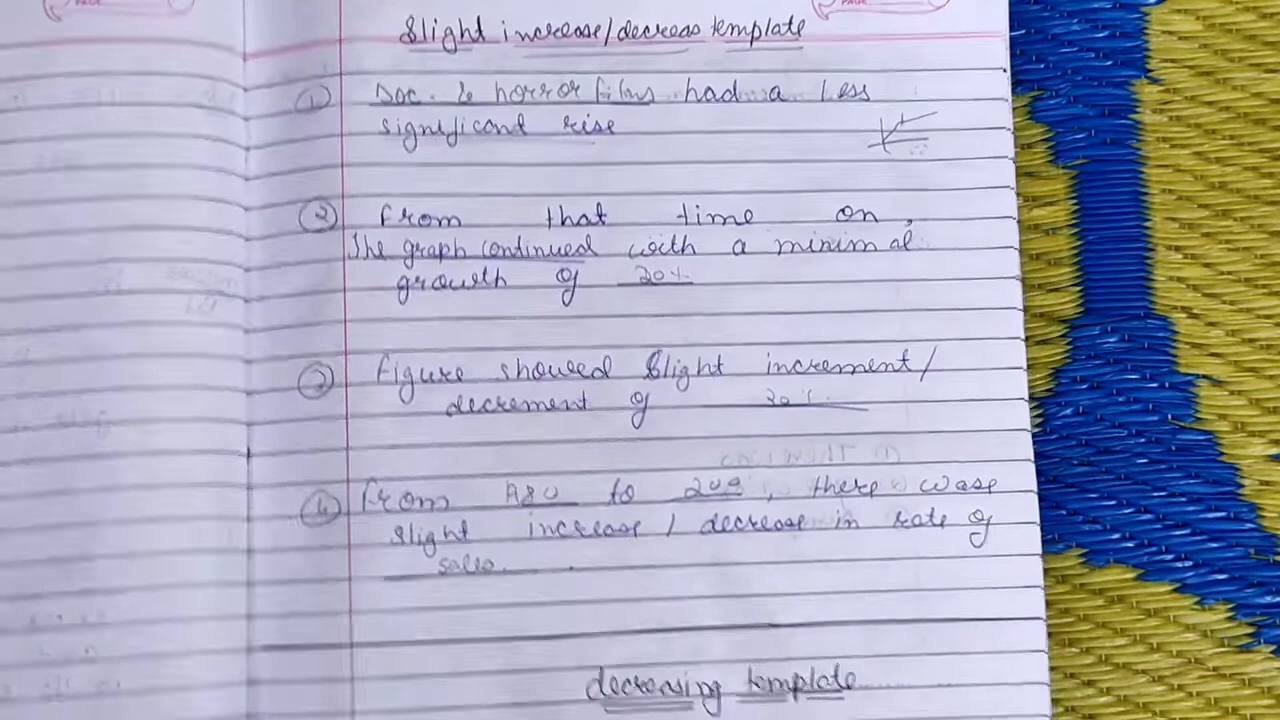 Slight increase/decreas template
① Doc. & horror films had a less
significant rise
② From that time on,
The graph continued with a minimal
growth of 20%
③ Figure showed slight increment/
decrement of 20%
④ From to , there was
slight increase / decrease in rate of
sales.
decreasing template